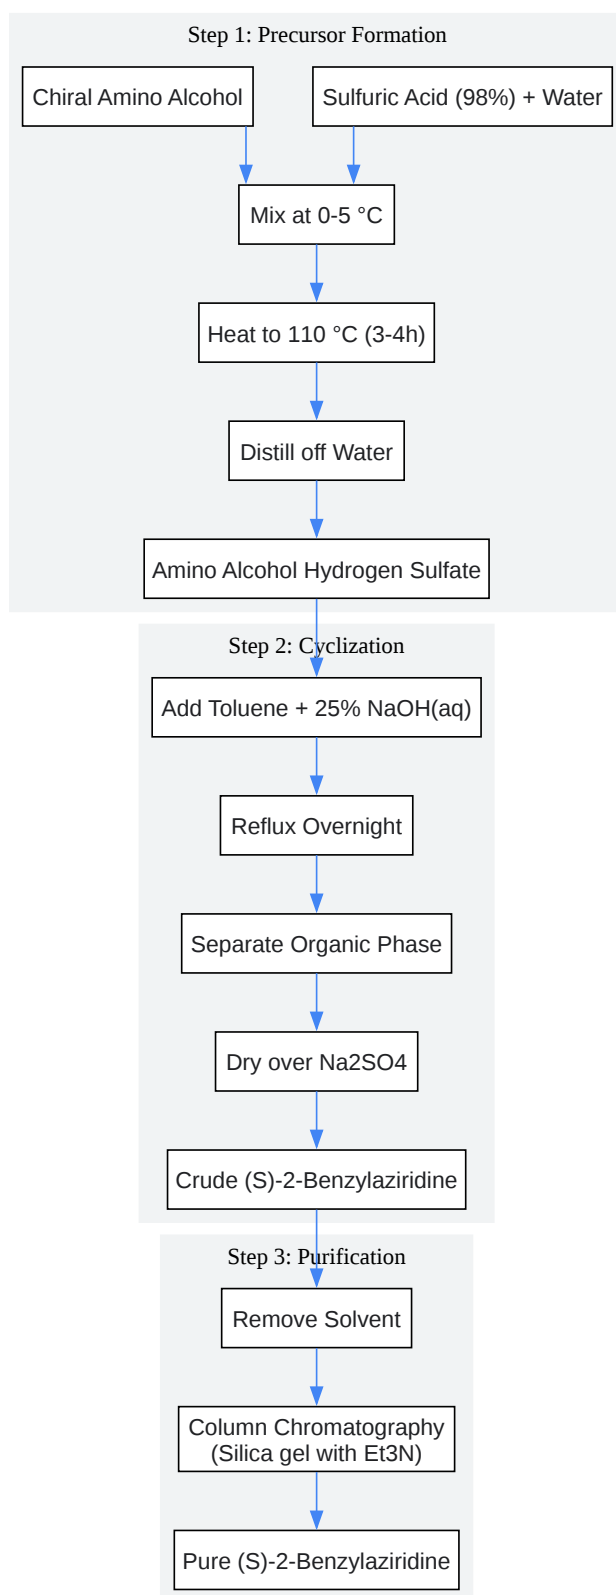 Step 1: Precursor Formation
Chiral Amino Alcohol
Sulfuric Acid (98%) + Water
Mix at 0-5 °C
Heat to 110 °C (3-4h)
Distill off Water
Amino Alcohol Hydrogen Sulfate
Step 2: Cyclization
Add Toluene + 25% NaOH(aq)
Reflux Overnight
Separate Organic Phase
Dry over Na2SO4
Crude (S)-2-Benzylaziridine
Step 3: Purification
Remove Solvent
Column Chromatography
(Silica gel with Et3N)
Pure (S)-2-Benzylaziridine